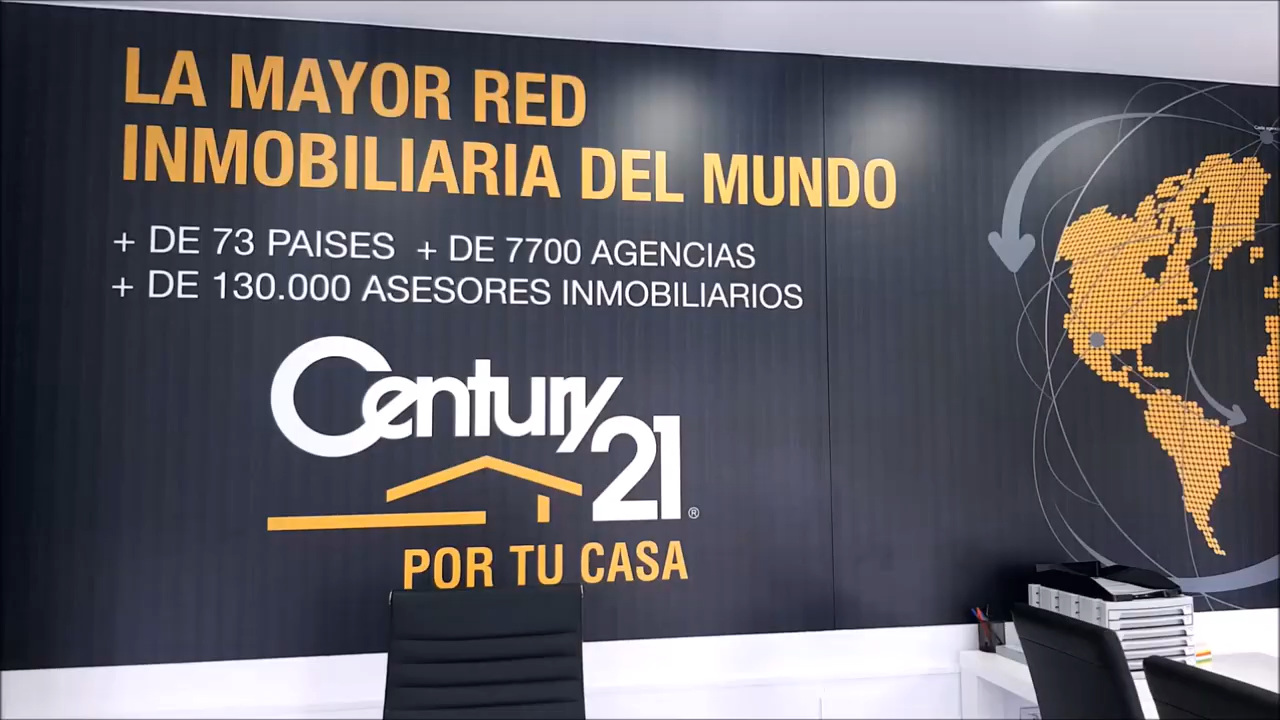 LA MAYOR RED
INMOBILIARIA DEL MUNDO
+ DE 73 PAISES + DE 7700 AGENCIAS
+ DE 130.000 ASESORES INMOBILIARIOS
Century
21®
POR TU CASA